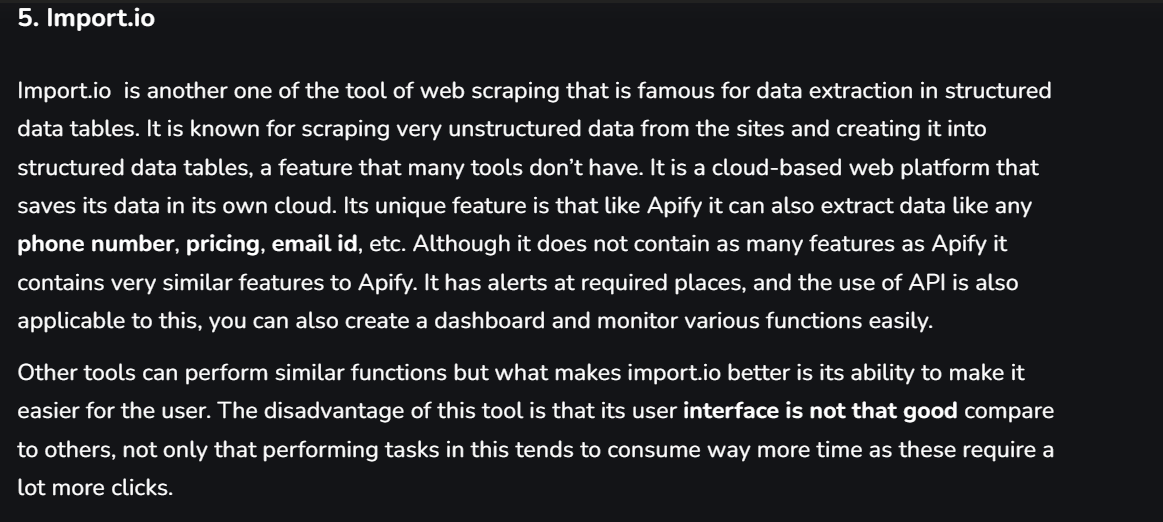 5. Import.io
Import.io  is another one of the tool of web scraping that is famous for data extraction in structured
data tables. It is known for scraping very unstructured data from the sites and creating it into
structured data tables, a feature that many tools don’t have. It is a cloud-based web platform that
saves its data in its own cloud. Its unique feature is that like Apify it can also extract data like any
phone number, pricing, email id, etc. Although it does not contain as many features as Apify it
contains very similar features to Apify. It has alerts at required places, and the use of API is also
applicable to this, you can also create a dashboard and monitor various functions easily.
Other tools can perform similar functions but what makes import.io better is its ability to make it
easier for the user. The disadvantage of this tool is that its user interface is not that good compare
to others, not only that performing tasks in this tends to consume way more time as these require a
lot more clicks.